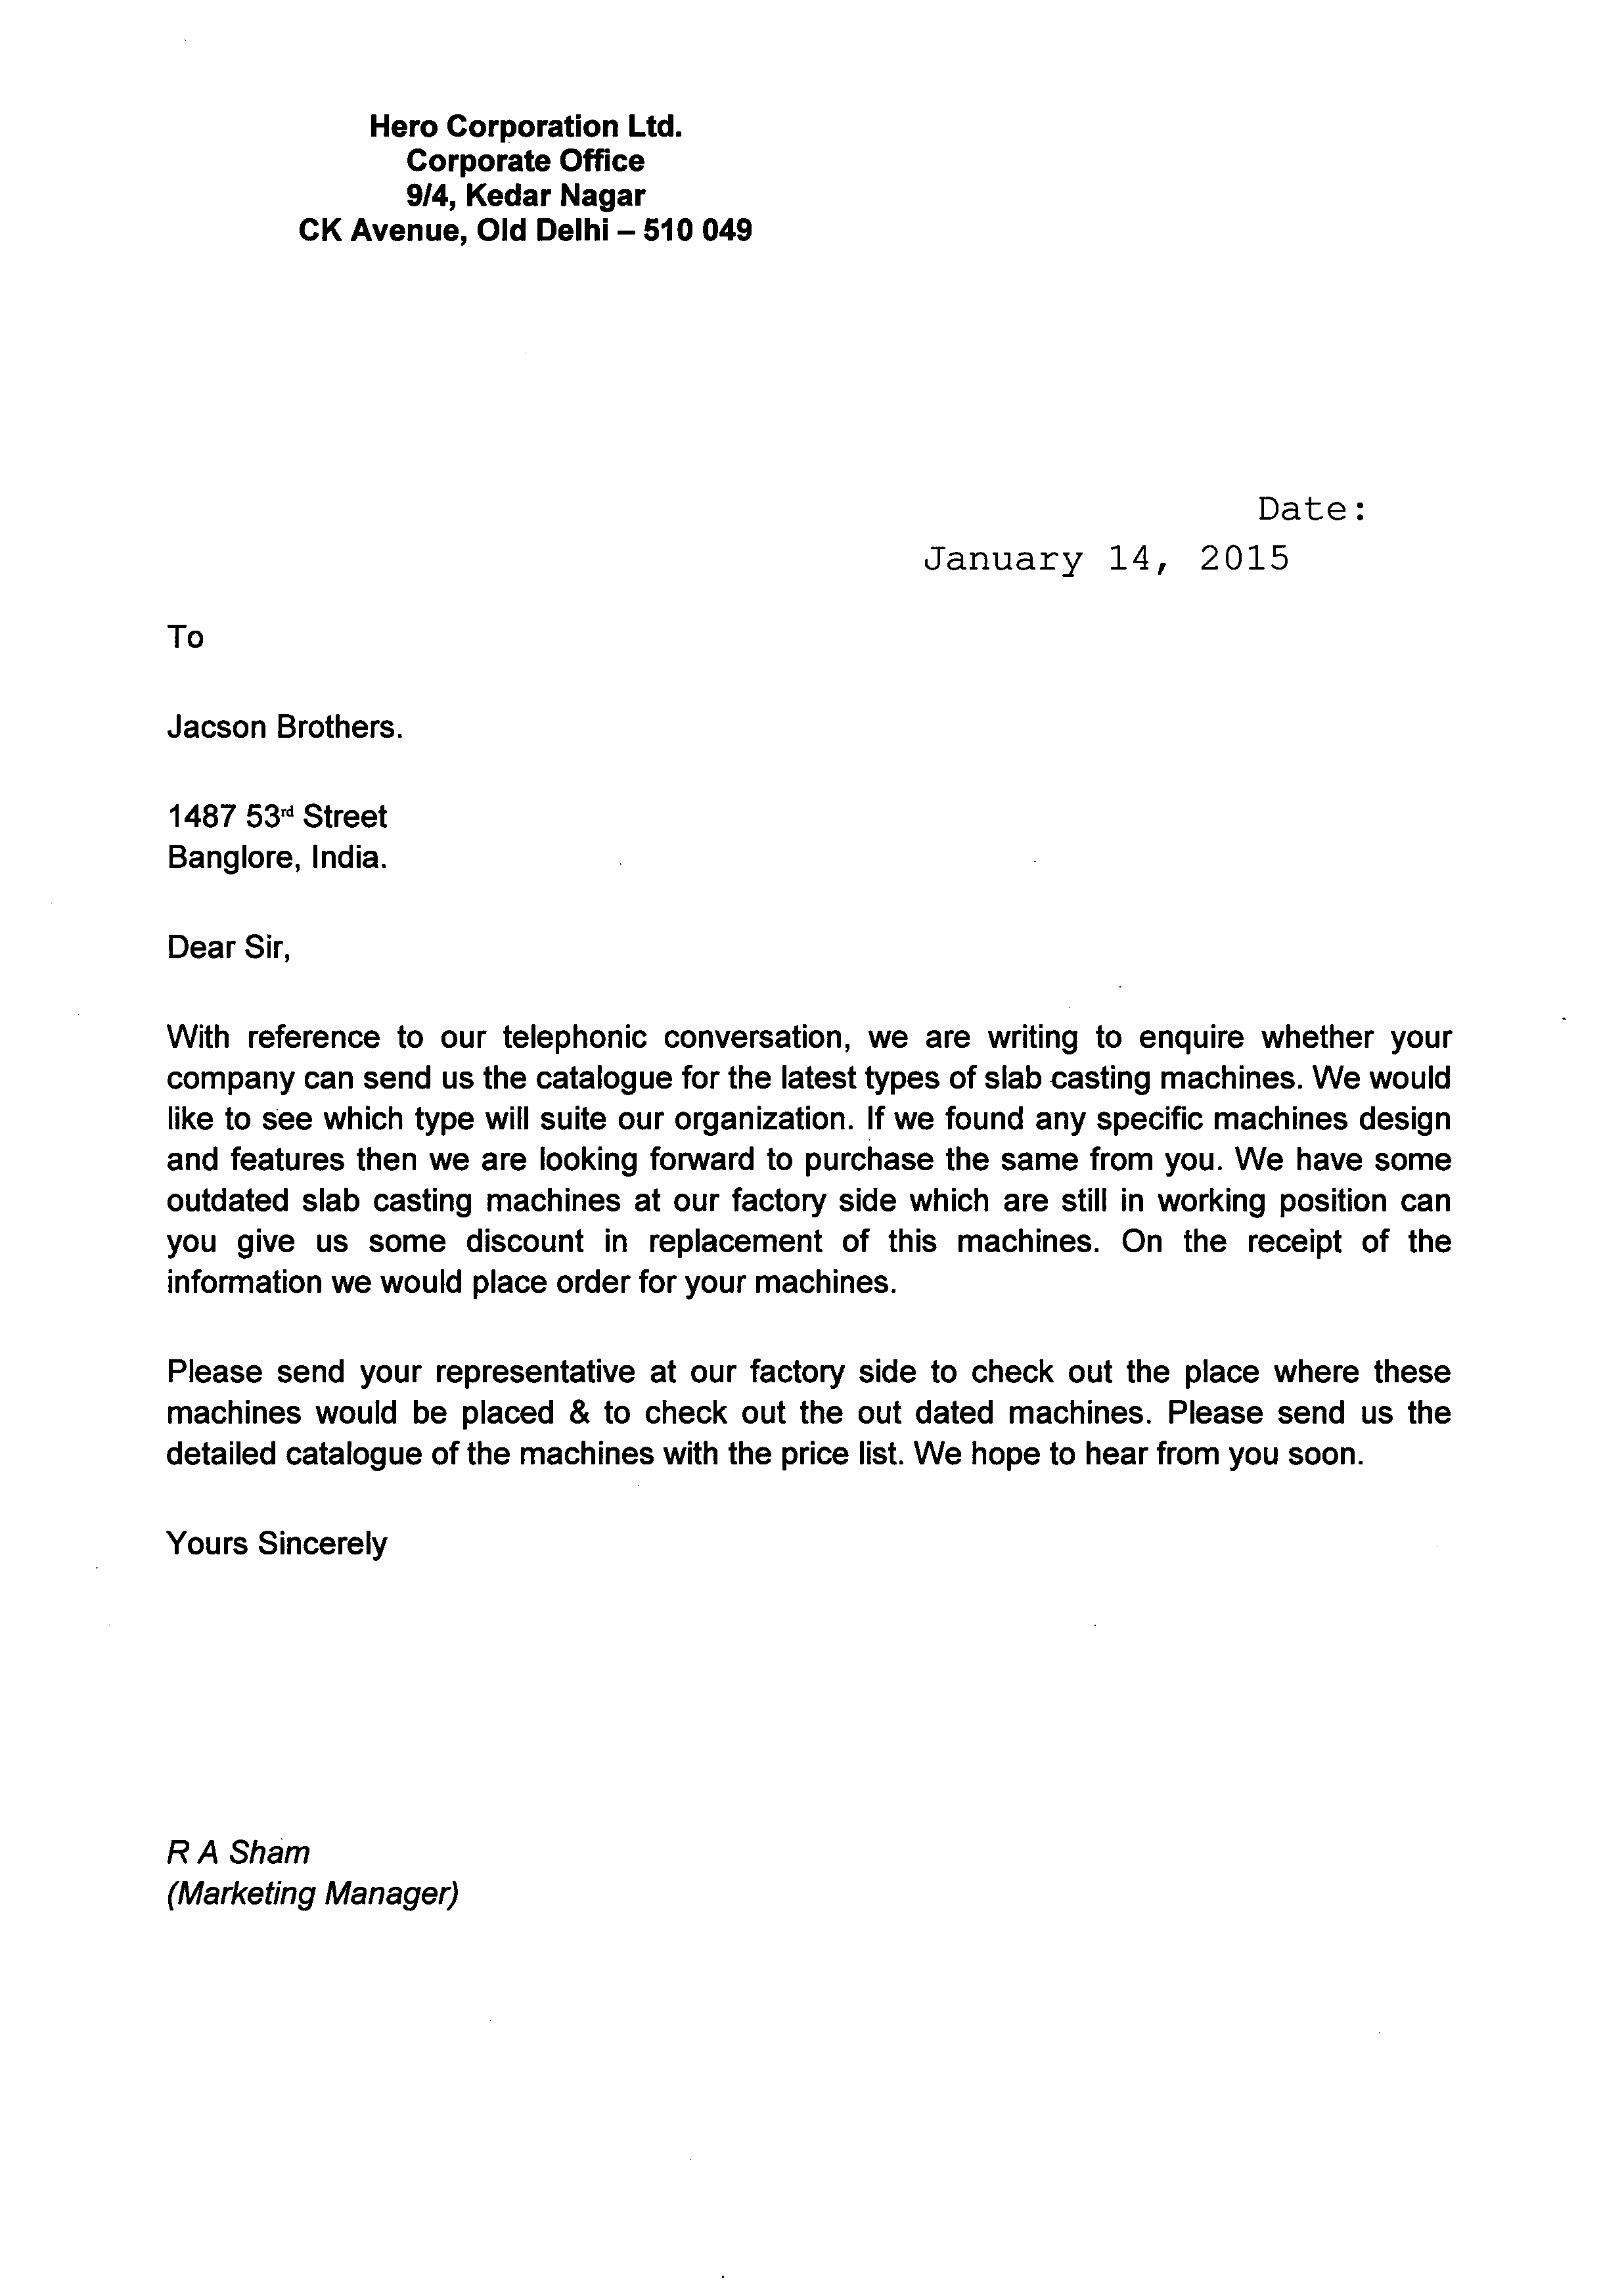 Hero Corporation Ltd.
Corporate Office
9/4, Kedar Nagar
CK Avenue, Old Delhi – 510 049
Date:
January 14, 2015
To
Jacson Brothers.
1487 53rd Street
Banglore, India.
Dear Sir,
With reference to our telephonic conversation, we are writing to enquire whether your
company can send us the catalogue for the latest types of slab casting machines. We would
like to see which type will suite our organization. If we found any specific machines design
and features then we are looking forward to purchase the same from you. We have some
outdated slab casting machines at our factory side which are still in working position can
you give us some discount in replacement of this machines. On the receipt of the
information we would place order for your machines.
Please send your representative at our factory side to check out the place where these
machines would be placed & to check out the out dated machines. Please send us the
detailed catalogue of the machines with the price list. We hope to hear from you soon.
Yours Sincerely
R A Sham
(Marketing Manager)